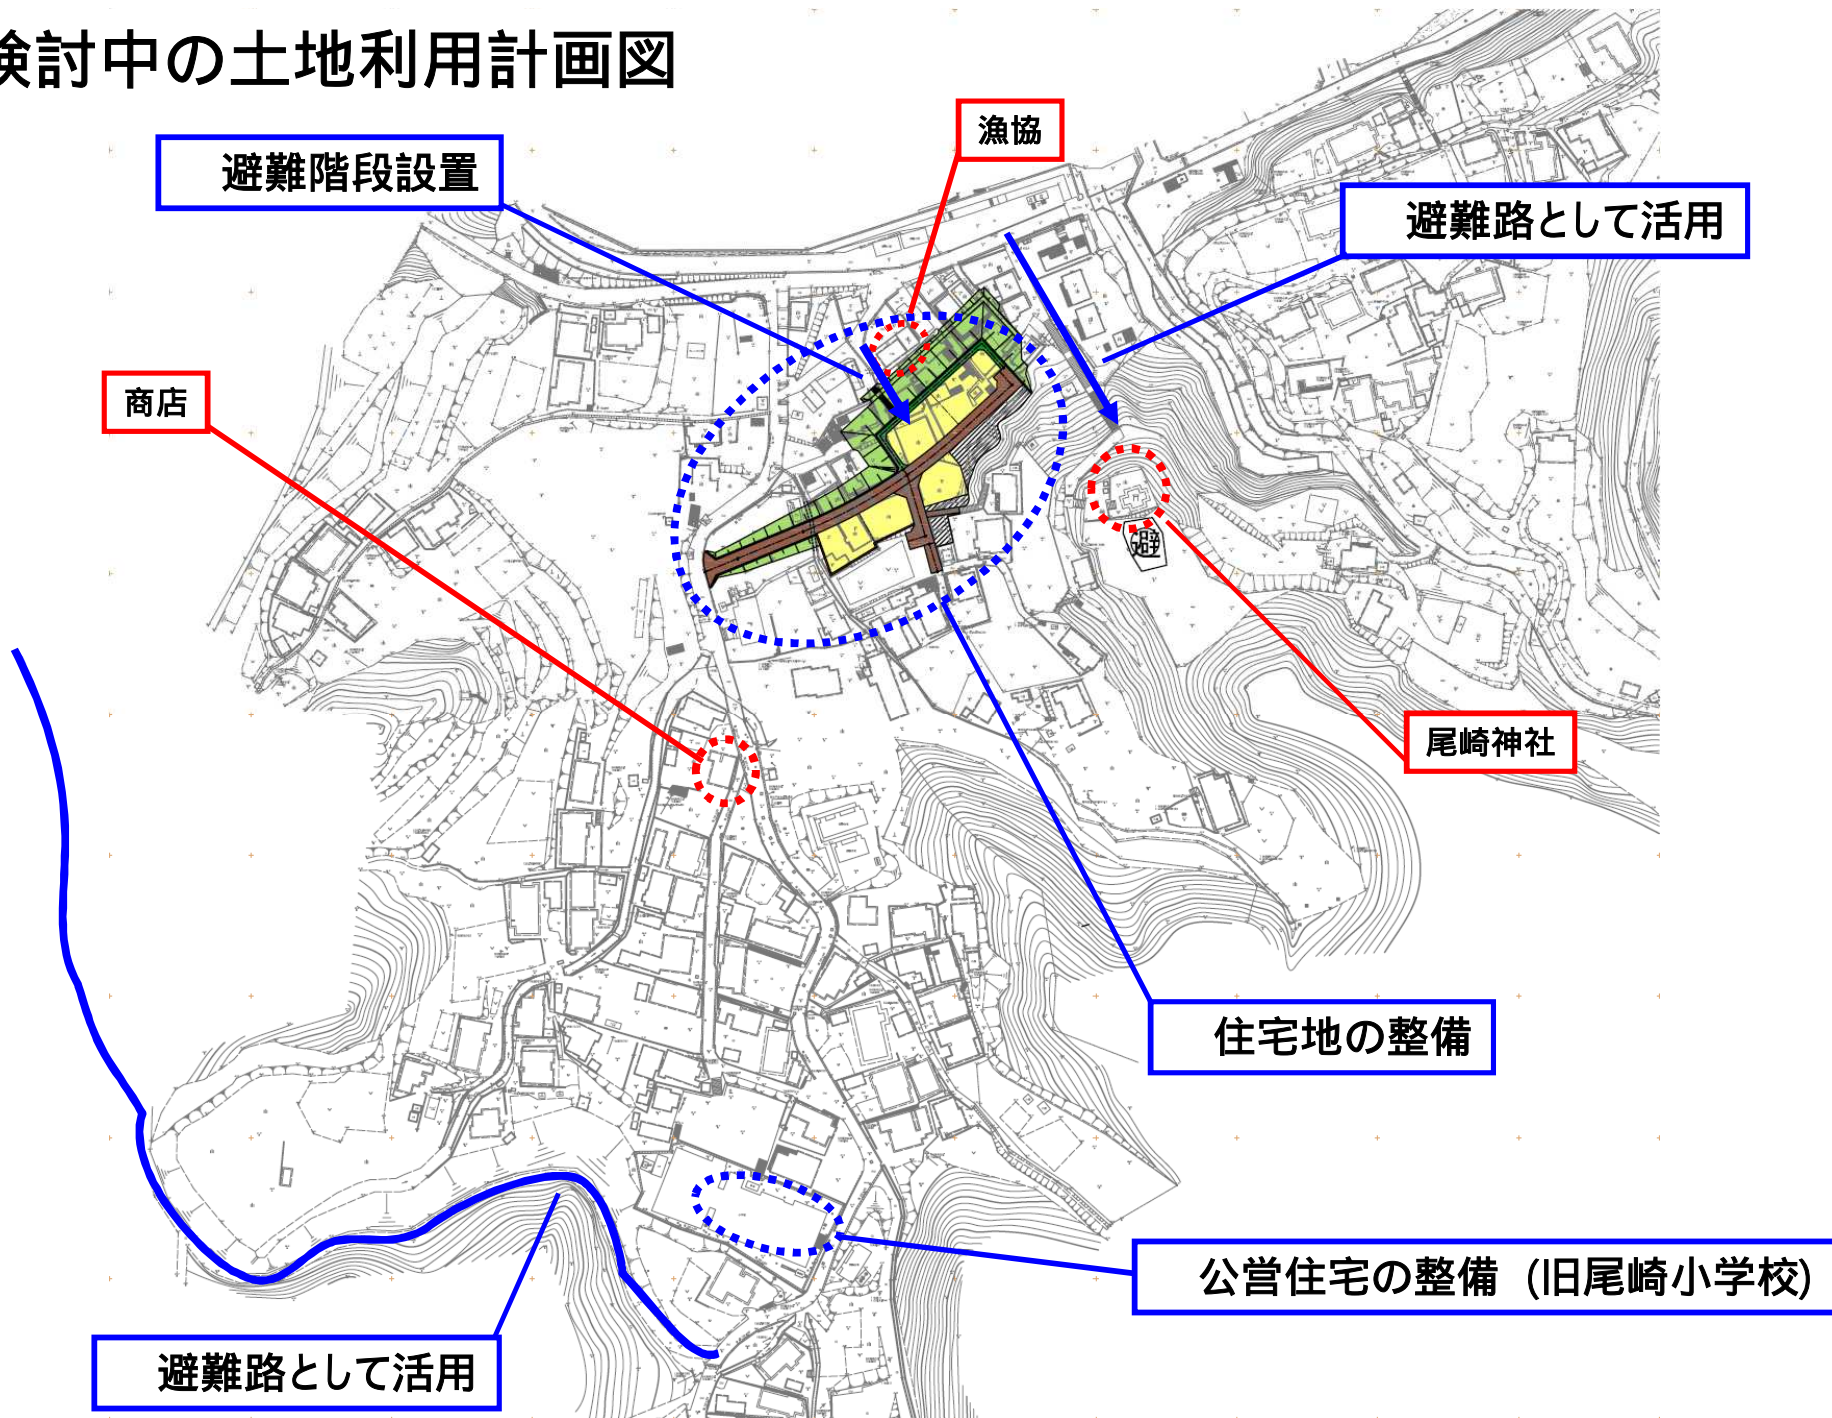 検討中の土地利用計画図
漁協
避難階段設置
避難路として活用
商店
避
尾崎神社
住宅地の整備
公営住宅の整備 (旧尾崎小学校)
避難路として活用